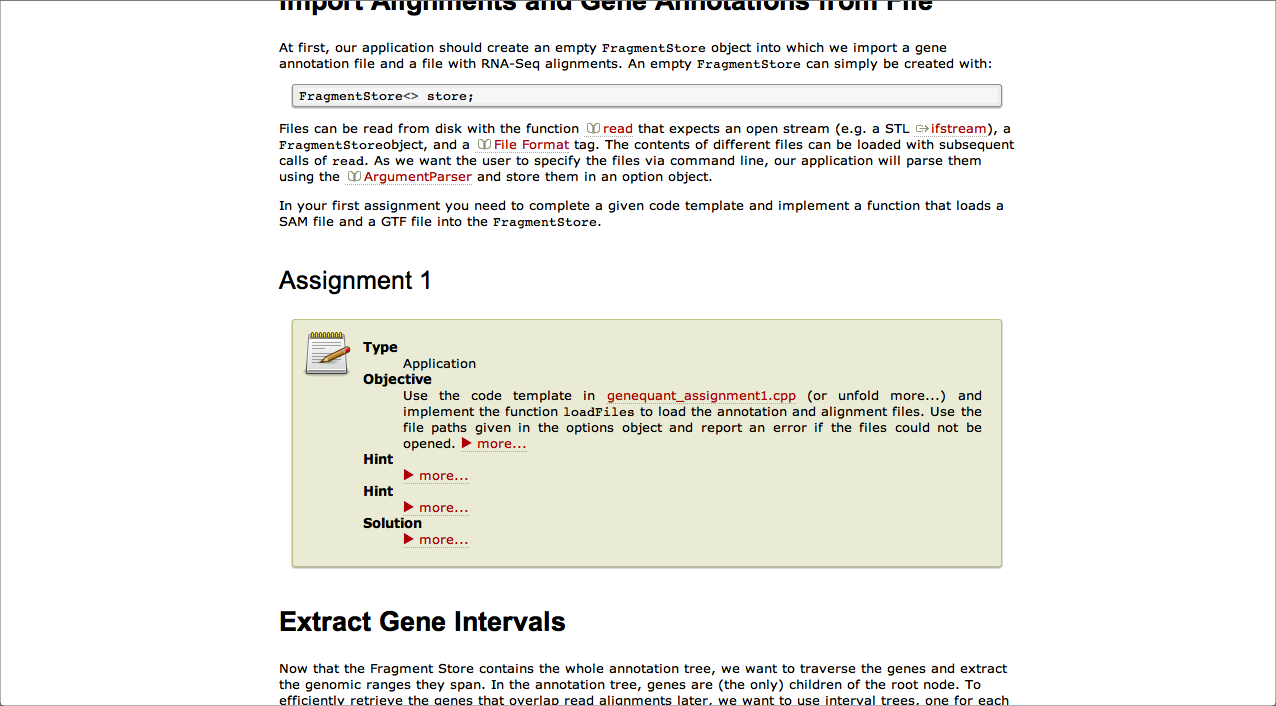 Import Alignments and Gene Annotations from File
At first, our application should create an empty FragmentStore object into which we import a gene
annotation file and a file with RNA-Seq alignments. An empty FragmentStore can simply be created with:
FragmentStore<> store;
Files can be read from disk with the function read that expects an open stream (e.g. a STL ifstream), a
FragmentStoreobject, and a File Format tag. The contents of different files can be loaded with subsequent
calls of read. As we want the user to specify the files via command line, our application will parse them
using the ArgumentParser and store them in an option object.
In your first assignment you need to complete a given code template and implement a function that loads a
SAM file and a GTF file into the FragmentStore.
Assignment 1
Type
Application
Objective
Use the code template in genequant_assignment1.cpp (or unfold more...) and
implement the function loadFiles to load the annotation and alignment files. Use the
file paths given in the options object and report an error if the files could not be
opened. more...
Hint
more...
Hint
more...
Solution
more...
Extract Gene Intervals
Now that the Fragment Store contains the whole annotation tree, we want to traverse the genes and extract
the genomic ranges they span. In the annotation tree, genes are (the only) children of the root node. To
efficiently retrieve the genes that overlap read alignments later, we want to use interval trees, one for each